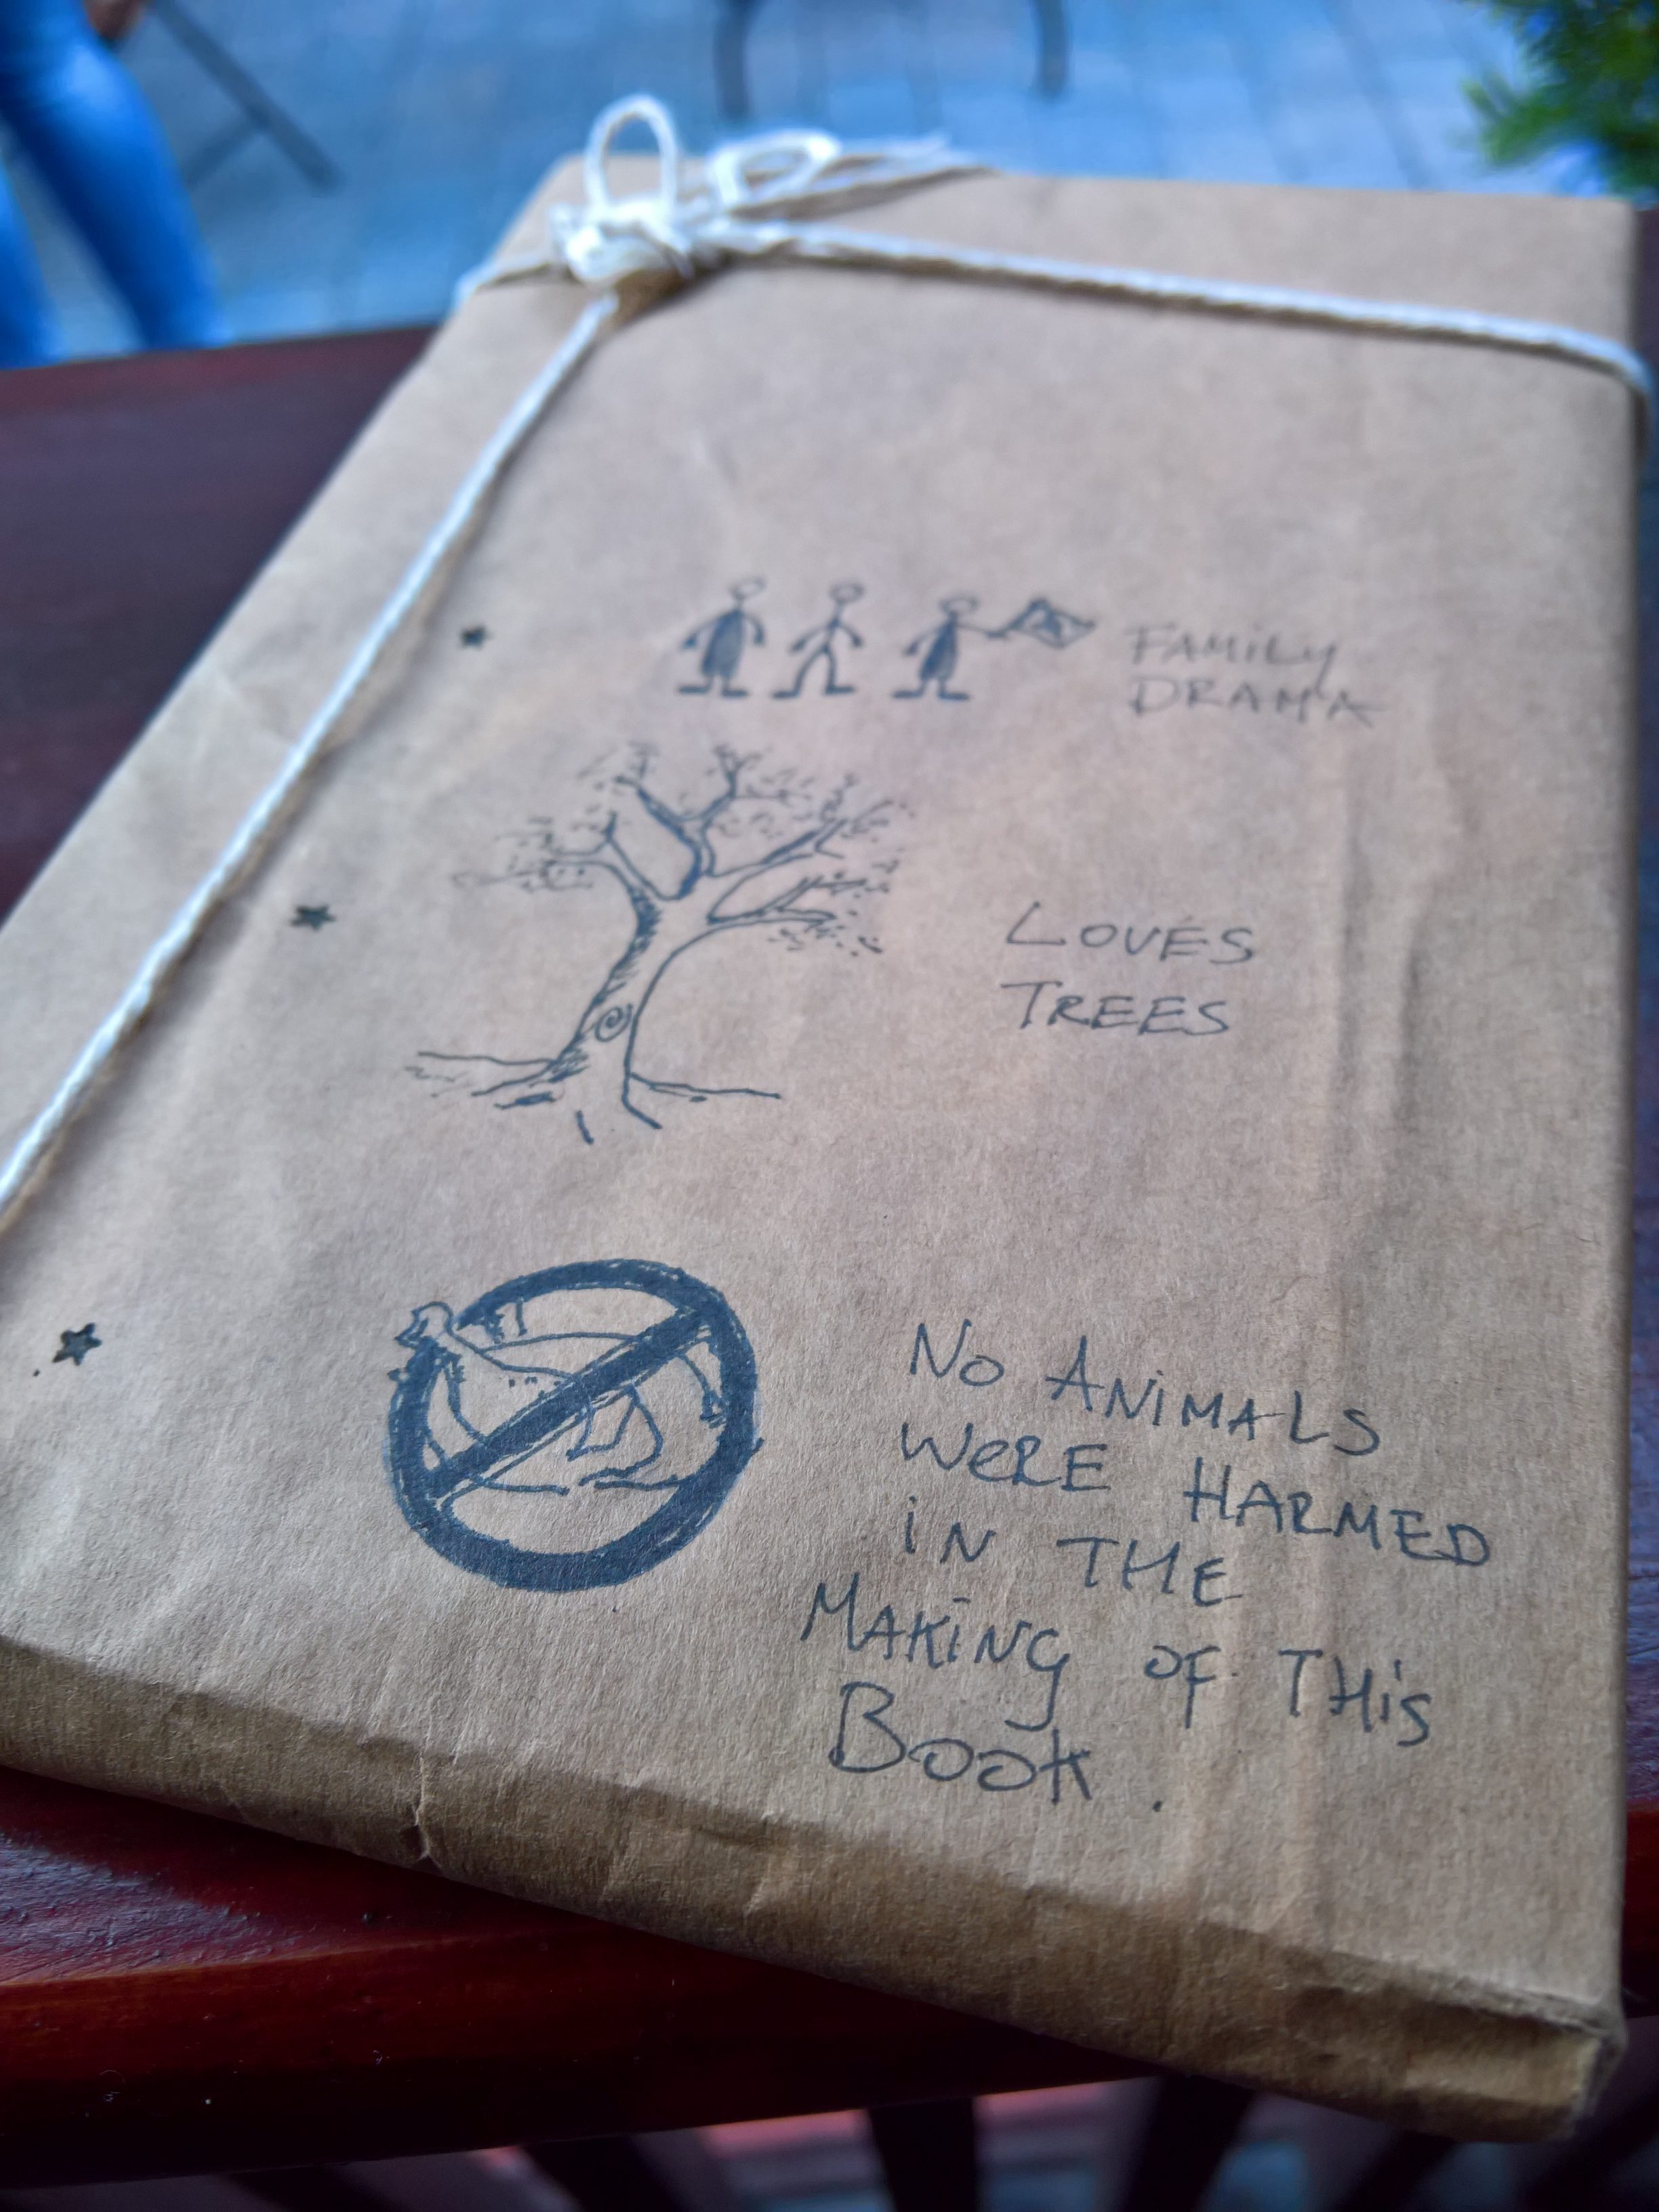 FAMILY
DRAMA
LOVES
TREES
No ANiMALS
WeRE HARMED
iN THE
MAKiNG oF THiS
Book.